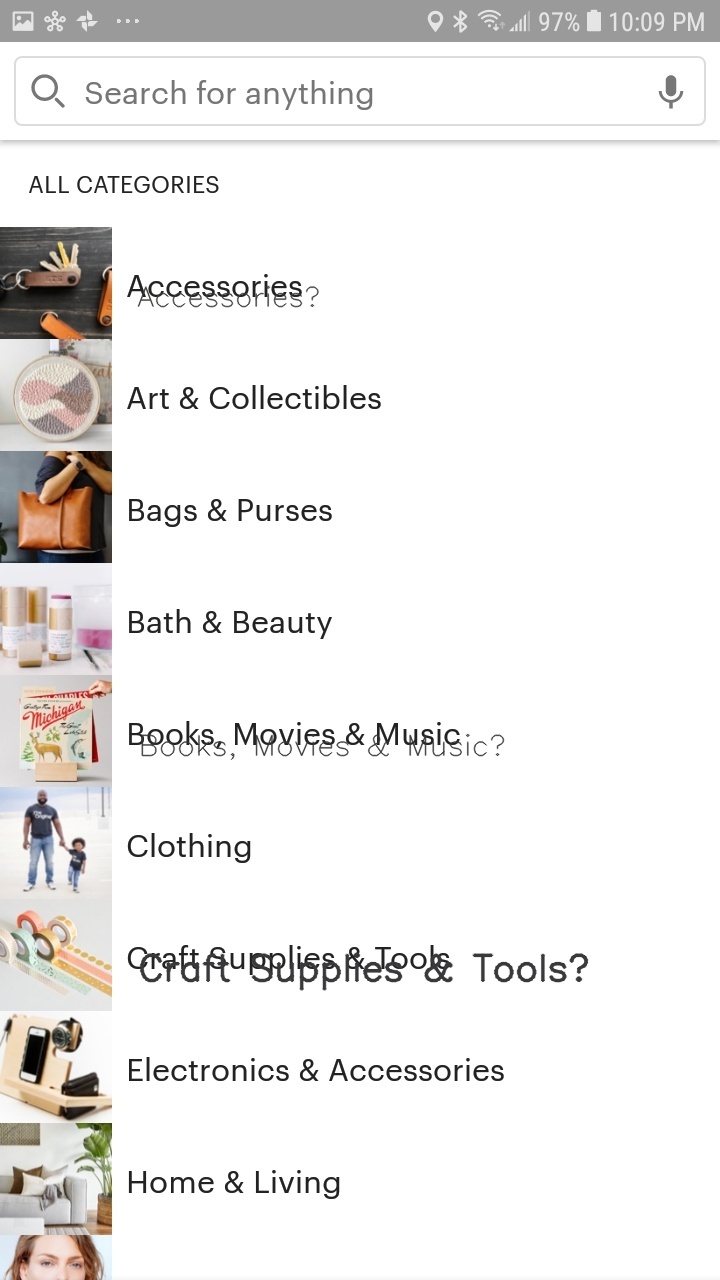 97% 10:09 PM
Search for anything
ALL CATEGORIES
Accessories
Accessories?
Art & Collectibles
Bags & Purses
Bath & Beauty
Michigan
Books, Movies & Music
Books, Movies & Music?
Clothing
Craft Supplies & Tools
Craft Supplies & Tools?
Electronics & Accessories
Home & Living